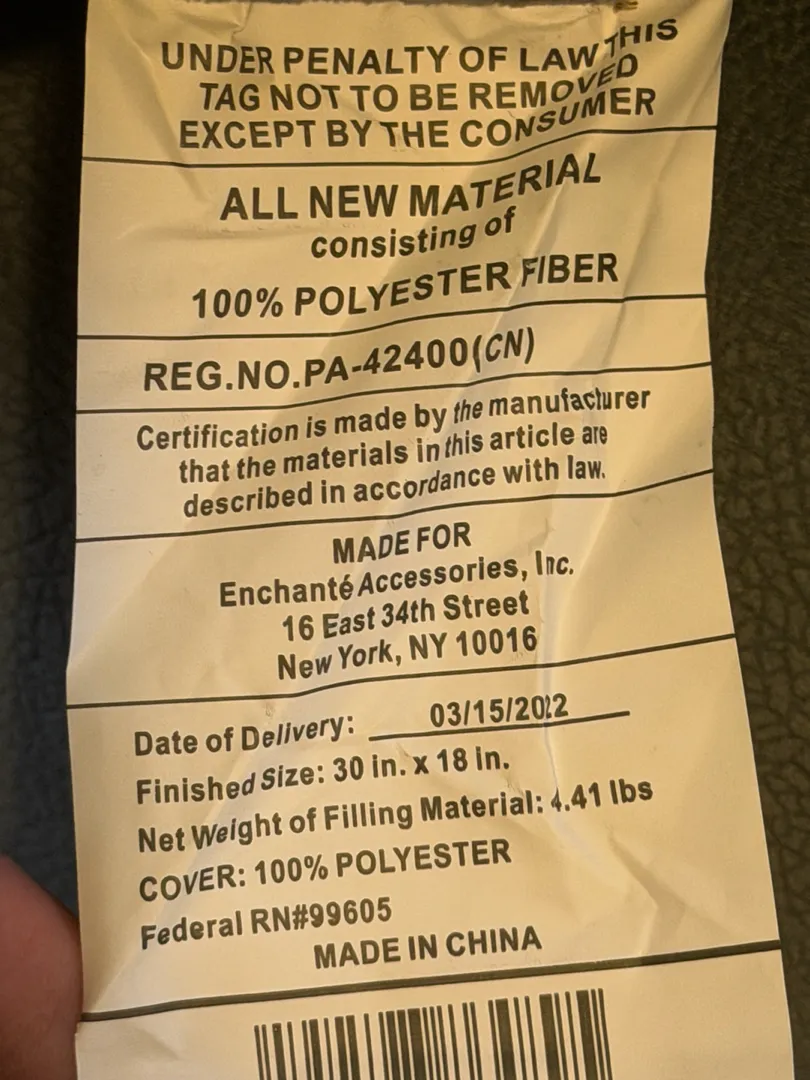 UNDER PENALTY OF LAW THIS
TAG NOT TO BE REMOVED
EXCEPT BY THE CONSUMER
ALL NEW MATERIAL
consisting of
100% POLYESTER FIBER
REG.NO.PA-42400(CN)
Certification is made by the manufacturer
that the materials in this article are
described in accordance with law.
MADE FOR
Enchanté Accessories, Inc.
16 East 34th Street
New York, NY 10016
Date of Delivery: 03/15/2022
Finished Size: 30 in. x 18 in.
Net Weight of Filling Material: 4.41 lbs
COVER: 100% POLYESTER
Federal RN#99605
MADE IN CHINA